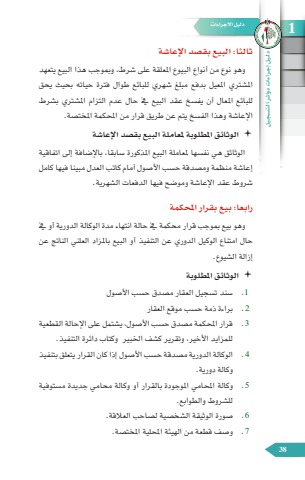 دليل الاجراءات
1
دليل إجراءات دوائر التسجيل
ثالثا: البيع بقصد الإعاشة
وهو نوع من أنواع البيوع المعلقة على شرط، وبموجب هذا البيع يتعهد
المشتري المعيل بدفع مبلغ شهري للبائع طوال فترة حياته بحيث يحق
للبائع المعال أن يفسخ عقد البيع في حال عدم التزام المشتري بشرط
الإعاشة وهذا الفسخ يتم عن طريق قرار من المحكمة المختصة.
الوثائق المطلوبة لمعاملة البيع بقصد الإعاشة
الوثائق هي نفسها لمعاملة البيع المذكورة سابقا، بالإضافة إلى اتفاقية
إعاشة منظمة ومصدقة حسب الأصول أمام كاتب العدل مبينا فيها كامل
شروط عقد الإعاشة وموضح فيها الدفعات الشهرية.
رابعا: بيع بقرار المحكمة
وهو بيع بموجب قرار محكمة في حالة انتهاء مدة الوكالة الدورية أو في
حال امتناع الوكيل الدوري عن التنفيذ أو البيع بالمزاد العلني الناتج عن
إزالة الشيوع.
الوثائق المطلوبة
1. سند تسجيل العقار مصدق حسب الأصول
2. براءة ذمة حسب موقع العقار
3. قرار المحكمة مصدق حسب الأصول، يشتمل على الإحالة القطعية
للمزايد الأخير، وتقرير كشف الخبير وكتاب دائرة التنفيذ.
4. الوكالة الدورية مصدقة حسب الأصول إذا كان القرار يتعلق بتنفيذ
وكالة دورية.
5. وكالة المحامي الموجودة بالقرار أو وكالة محامي جديدة مستوفية
للشروط والطوابع.
6. صورة الوثيقة الشخصية لصاحب العلاقة.
7. وصف قطعة من الهيئة المحلية المختصة.
38